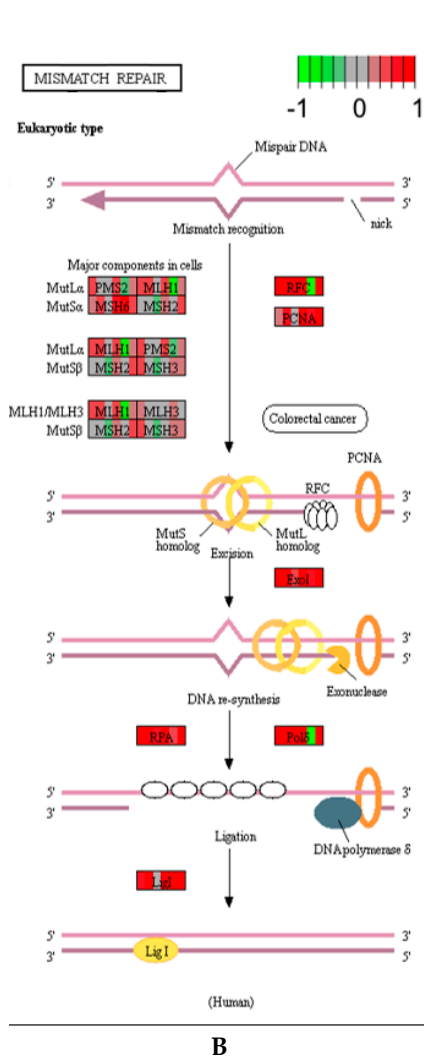 MISMATCH REPAIR
-1 0 1
Eukaryotic type
Mispair DNA
5' 3'
3' 5'
nick
Mismatch recognition
Major components in cells
MutLα PMS2 MLH1 RFC
MutSα MSH6 MSH2 PCNA
MutLα MLH1 PMS2
MutSβ MSH2 MSH3
MLH1/MLH3 MLH1 MLH3
MutSβ MSH2 MSH3
Colorectal cancer
PCNA
RFC
5' 3'
3' 5'
MutS homolog
MutL homolog
Excision
ExoI
5' 3'
3' 5'
Exonuclease
DNA re-synthesis
RPA Polδ
5' 3'
3' 5'
DNA polymerase δ
Ligation
LigI
5' 3'
3' 5'
Lig I
(Human)
B